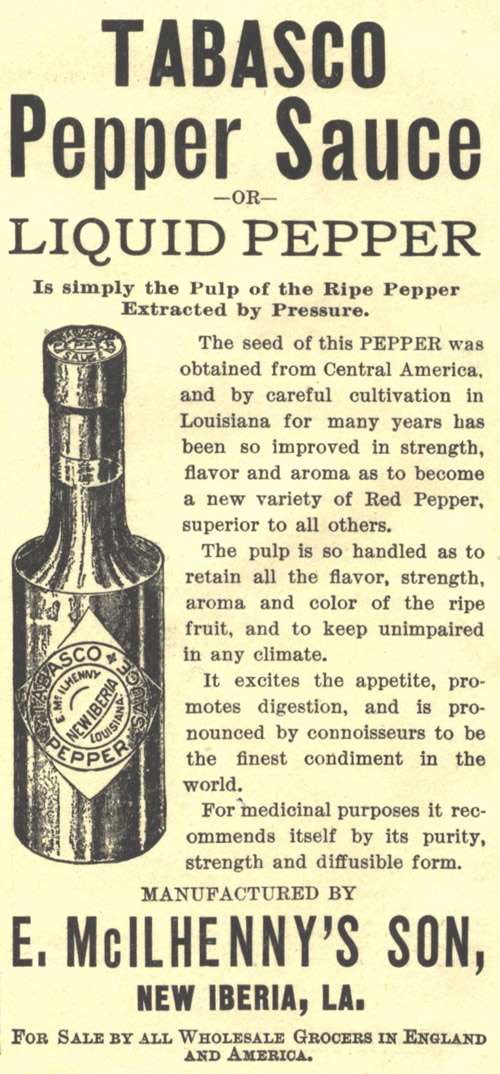 TABASCO
Pepper Sauce
—OR—
LIQUID PEPPER
Is simply the Pulp of the Ripe Pepper
Extracted by Pressure.
TABASCO
PEPPER
SAUCE
The seed of this PEPPER was
obtained from Central America,
and by careful cultivation in
Louisiana for many years has
been so improved in strength,
flavor and aroma as to become
a new variety of Red Pepper,
superior to all others.
The pulp is so handled as to
retain all the flavor, strength,
aroma and color of the ripe
fruit, and to keep unimpaired
in any climate.
It excites the appetite, pro-
motes digestion, and is pro-
nounced by connoisseurs to be
the finest condiment in the
world.
For medicinal purposes it rec-
ommends itself by its purity,
strength and diffusible form.
TABASCO
PEPPER
SAUCE
E. McILHENNY
NEW IBERIA
LOUISIANA
MANUFACTURED BY
E. McILHENNY'S SON,
NEW IBERIA, LA.
FOR SALE BY ALL WHOLESALE GROCERS IN ENGLAND
AND AMERICA.